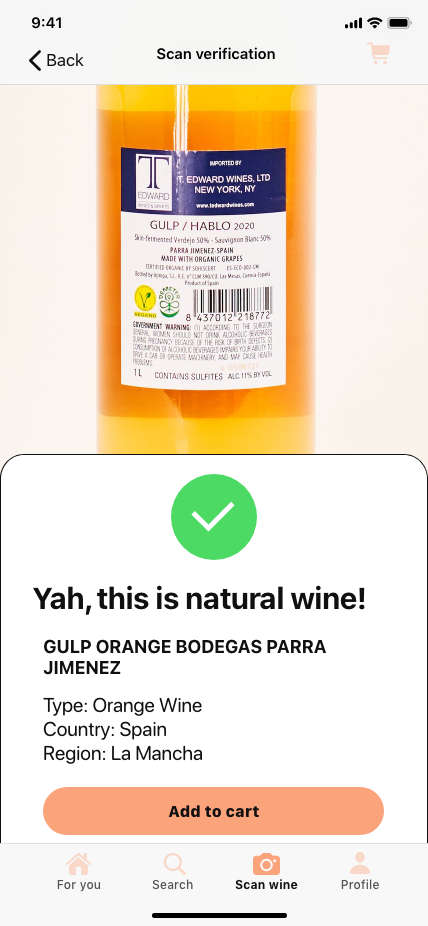 9:41
Back
Scan verification
T
EDWARD
WINES & SPIRITS
IMPORTED BY
T. EDWARD WINES, LTD
NEW YORK, NY
www.tedwardwines.com
GULP / HABLO 2020
Skin-fermented Verdejo 50% - Sauvignon Blanc 50%
PARRA JIMENEZ-SPAIN
MADE WITH ORGANIC GRAPES
CERTIFIED ORGANIC BY SOHISCERT ES-ECO-002-CM
Product of Spain
VEGANO
DEMETER
8 437012 218772
GOVERNMENT WARNING: (1) ACCORDING TO THE SURGEON
GENERAL, WOMEN SHOULD NOT DRINK ALCOHOLIC BEVERAGES
DURING PREGNANCY BECAUSE OF THE RISK OF BIRTH DEFECTS. (2)
CONSUMPTION OF ALCOHOLIC BEVERAGES IMPAIRS YOUR ABILITY TO
DRIVE A CAR OR OPERATE MACHINERY, AND MAY CAUSE HEALTH
PROBLEMS.
1 L CONTAINS SULFITES ALC.11% BY VOL
Yah, this is natural wine!
GULP ORANGE BODEGAS PARRA
JIMENEZ
Type: Orange Wine
Country: Spain
Region: La Mancha
Add to cart
For you
Search
Scan wine
Profile